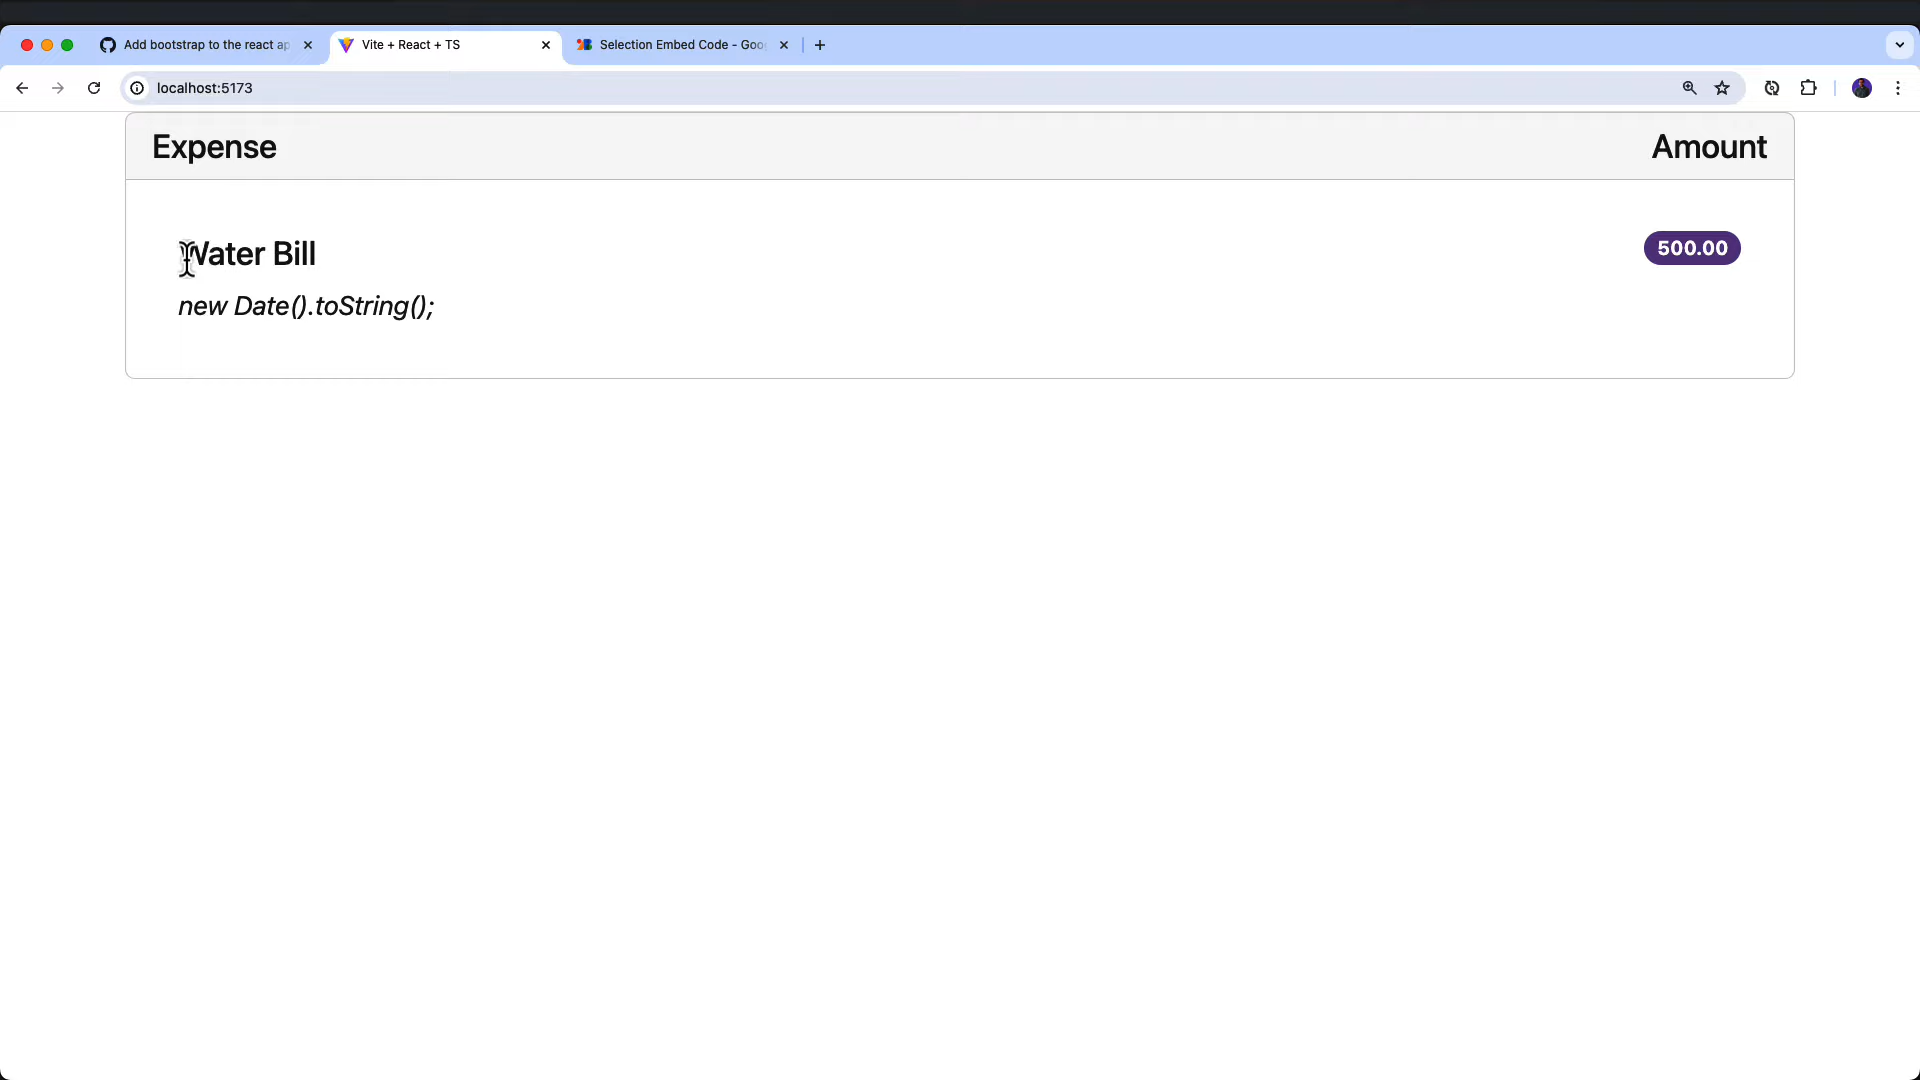 Add bootstrap to the react ap
Vite + React + TS
Selection Embed Code - Goo
localhost:5173
Expense
Amount
Water Bill
500.00
new Date().toString();